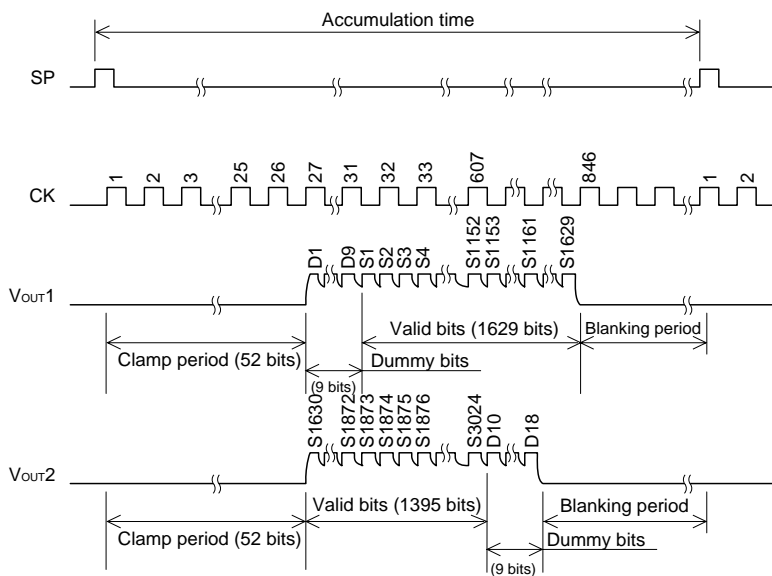 Accumulation time
SP
CK
1
2
3
25
26
27
31
32
33
607
846
1
2
VOUT1
D1
D9
S1
S2
S3
S4
S1152
S1153
S1161
S1629
Valid bits (1629 bits)
Blanking period
Clamp period (52 bits)
Dummy bits
(9 bits)
VOUT2
S1630
S1872
S1873
S1874
S1875
S1876
S3024
D10
D18
Valid bits (1395 bits)
Blanking period
Clamp period (52 bits)
Dummy bits
(9 bits)